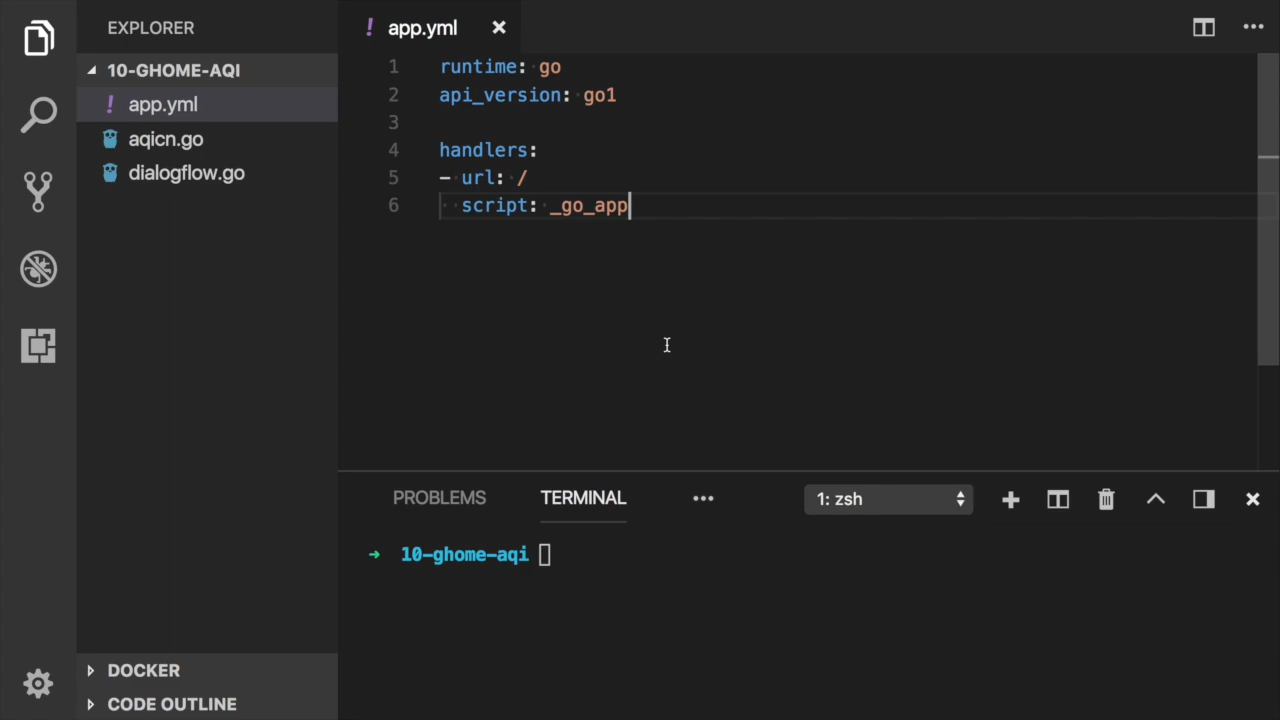 EXPLORER
10-GHOME-AQI
! app.yml
aqicn.go
dialogflow.go
DOCKER
CODE OUTLINE
! app.yml
1 runtime: go
2 api_version: go1
3
4 handlers:
5 - url: /
6 script: _go_app
PROBLEMS TERMINAL
1: zsh
→ 10-ghome-aqi